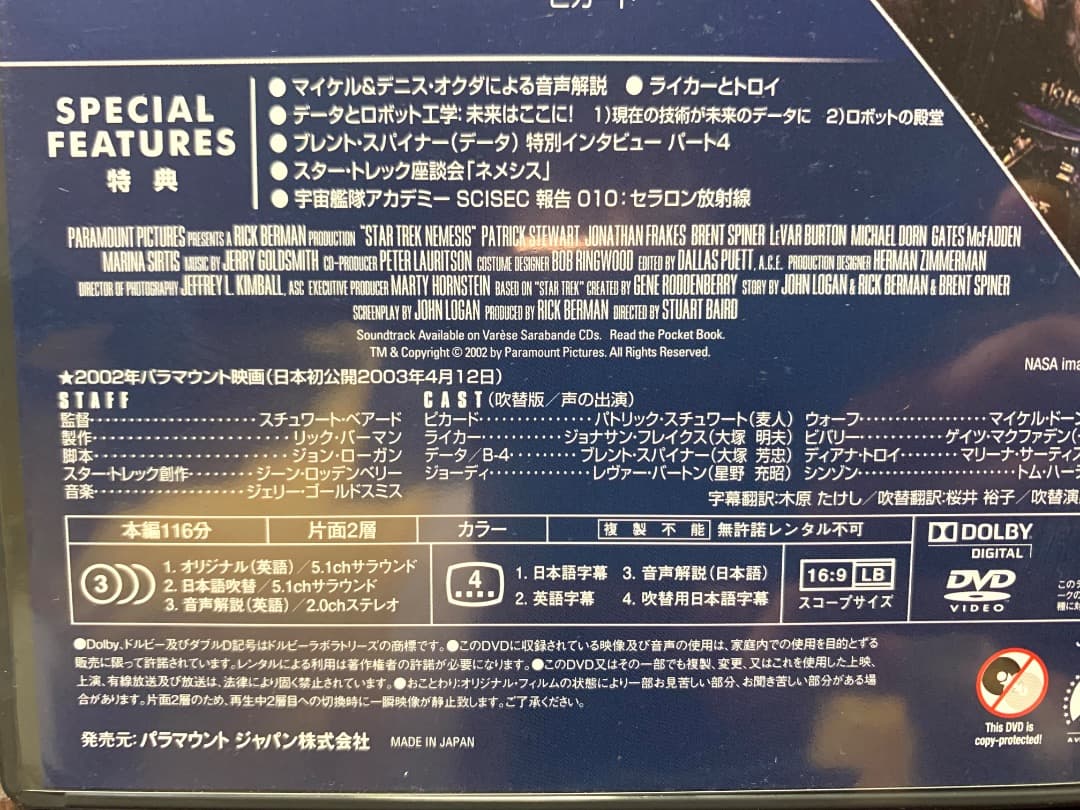 SPECIAL
FEATURES
特 典
●マイケル&デニス・オクダによる音声解説 ●ライカーとトロイ
●データとロボット工学:未来はここに! 1)現在の技術が未来のデータに 2)ロボットの殿堂
●ブレント・スパイナー(データ) 特別インタビュー パート4
●スター・トレック座談会「ネメシス」
●宇宙艦隊アカデミー SCISEC 報告 010:セラロン放射線
PARAMOUNT PICTURES PRESENTS A RICK BERMAN PRODUCTION "STAR TREK NEMESIS" PATRICK STEWART JONATHAN FRAKES BRENT SPINER LEVAR BURTON MICHAEL DORN GATES McFADDEN
MARINA SIRTIS MUSIC BY JERRY GOLDSMITH CO-PRODUCER PETER LAURITSON COSTUME DESIGNER BOB RINGWOOD EDITED BY DALLAS PUETT, A.C.E. PRODUCTION DESIGNER HERMAN ZIMMERMAN
DIRECTOR OF PHOTOGRAPHY JEFFREY L. KIMBALL, ASC EXECUTIVE PRODUCER MARTY HORNSTEIN BASED ON "STAR TREK" CREATED BY GENE RODDENBERRY STORY BY JOHN LOGAN & RICK BERMAN & BRENT SPINER
SCREENPLAY BY JOHN LOGAN PRODUCED BY RICK BERMAN DIRECTED BY STUART BAIRD
Soundtrack Available on Varèse Sarabande CDs. Read the Pocket Book.
TM & Copyright © 2002 by Paramount Pictures. All Rights Reserved.
NASA ima
★2002年パラマウント映画(日本初公開2003年4月12日)
STAFF
監督・・・・・・・・・・スチュワート・ベアード
製作・・・・・・・・・・リック・バーマン
脚本・・・・・・・・・・ジョン・ローガン
スター・トレック創作・・・・・・ジーン・ロッデンベリー
音楽・・・・・・・・・・ジェリー・ゴールドスミス
CAST(吹替版/声の出演)
ピカード・・・・・・・・パトリック・スチュワート(麦人)
ライカー・・・・・・・・ジョナサン・フレイクス(大塚 明夫)
データ/B-4・・・・・・・ブレント・スパイナー(大塚 芳忠)
ジョーディ・・・・・・・レヴァー・バートン(星野 充昭)
ウォーフ・・・・・・・・マイケル・ドーン
ビバリー・・・・・・・・ゲイツ・マクファデン(
ディアナ・トロイ・・・・・マリーナ・サーティス
シンゾン・・・・・・・・トム・ハーデ
字幕翻訳:木原 たけし/吹替翻訳:桜井 裕子/吹替演
本編116分
片面2層
カラー
複製不能 無許諾レンタル不可
3
1. オリジナル(英語)/5.1chサラウンド
2. 日本語吹替/5.1chサラウンド
3. 音声解説(英語)/2.0chステレオ
4
1. 日本語字幕 3. 音声解説(日本語)
2. 英語字幕 4. 吹替用日本語字幕
16:9 LB
スコープサイズ
DOLBY
DIGITAL
DVD
VIDEO
●Dolby、ドルビー及びダブルD記号はドルビーラボラトリーズの商標です。●このDVDに収録されている映像及び音声の使用は、家庭内での使用を目的とする
販売に限って許諾されています。レンタルによる利用は著作権者の許諾が必要になります。●このDVD又はその一部でも複製、変更、又はこれを使用した上映、
上演、有線放送及び放送は、法律により固く禁止されています。●おことわり:オリジナル・フィルムの状態により一部お見苦しい部分、お聞き苦しい部分がある場
合があります。片面2層のため、再生中2層目への切換時に一瞬映像が静止致します。ご了承ください。
This DVD is
copy-protected!
発売元:パラマウント ジャパン株式会社 MADE IN JAPAN